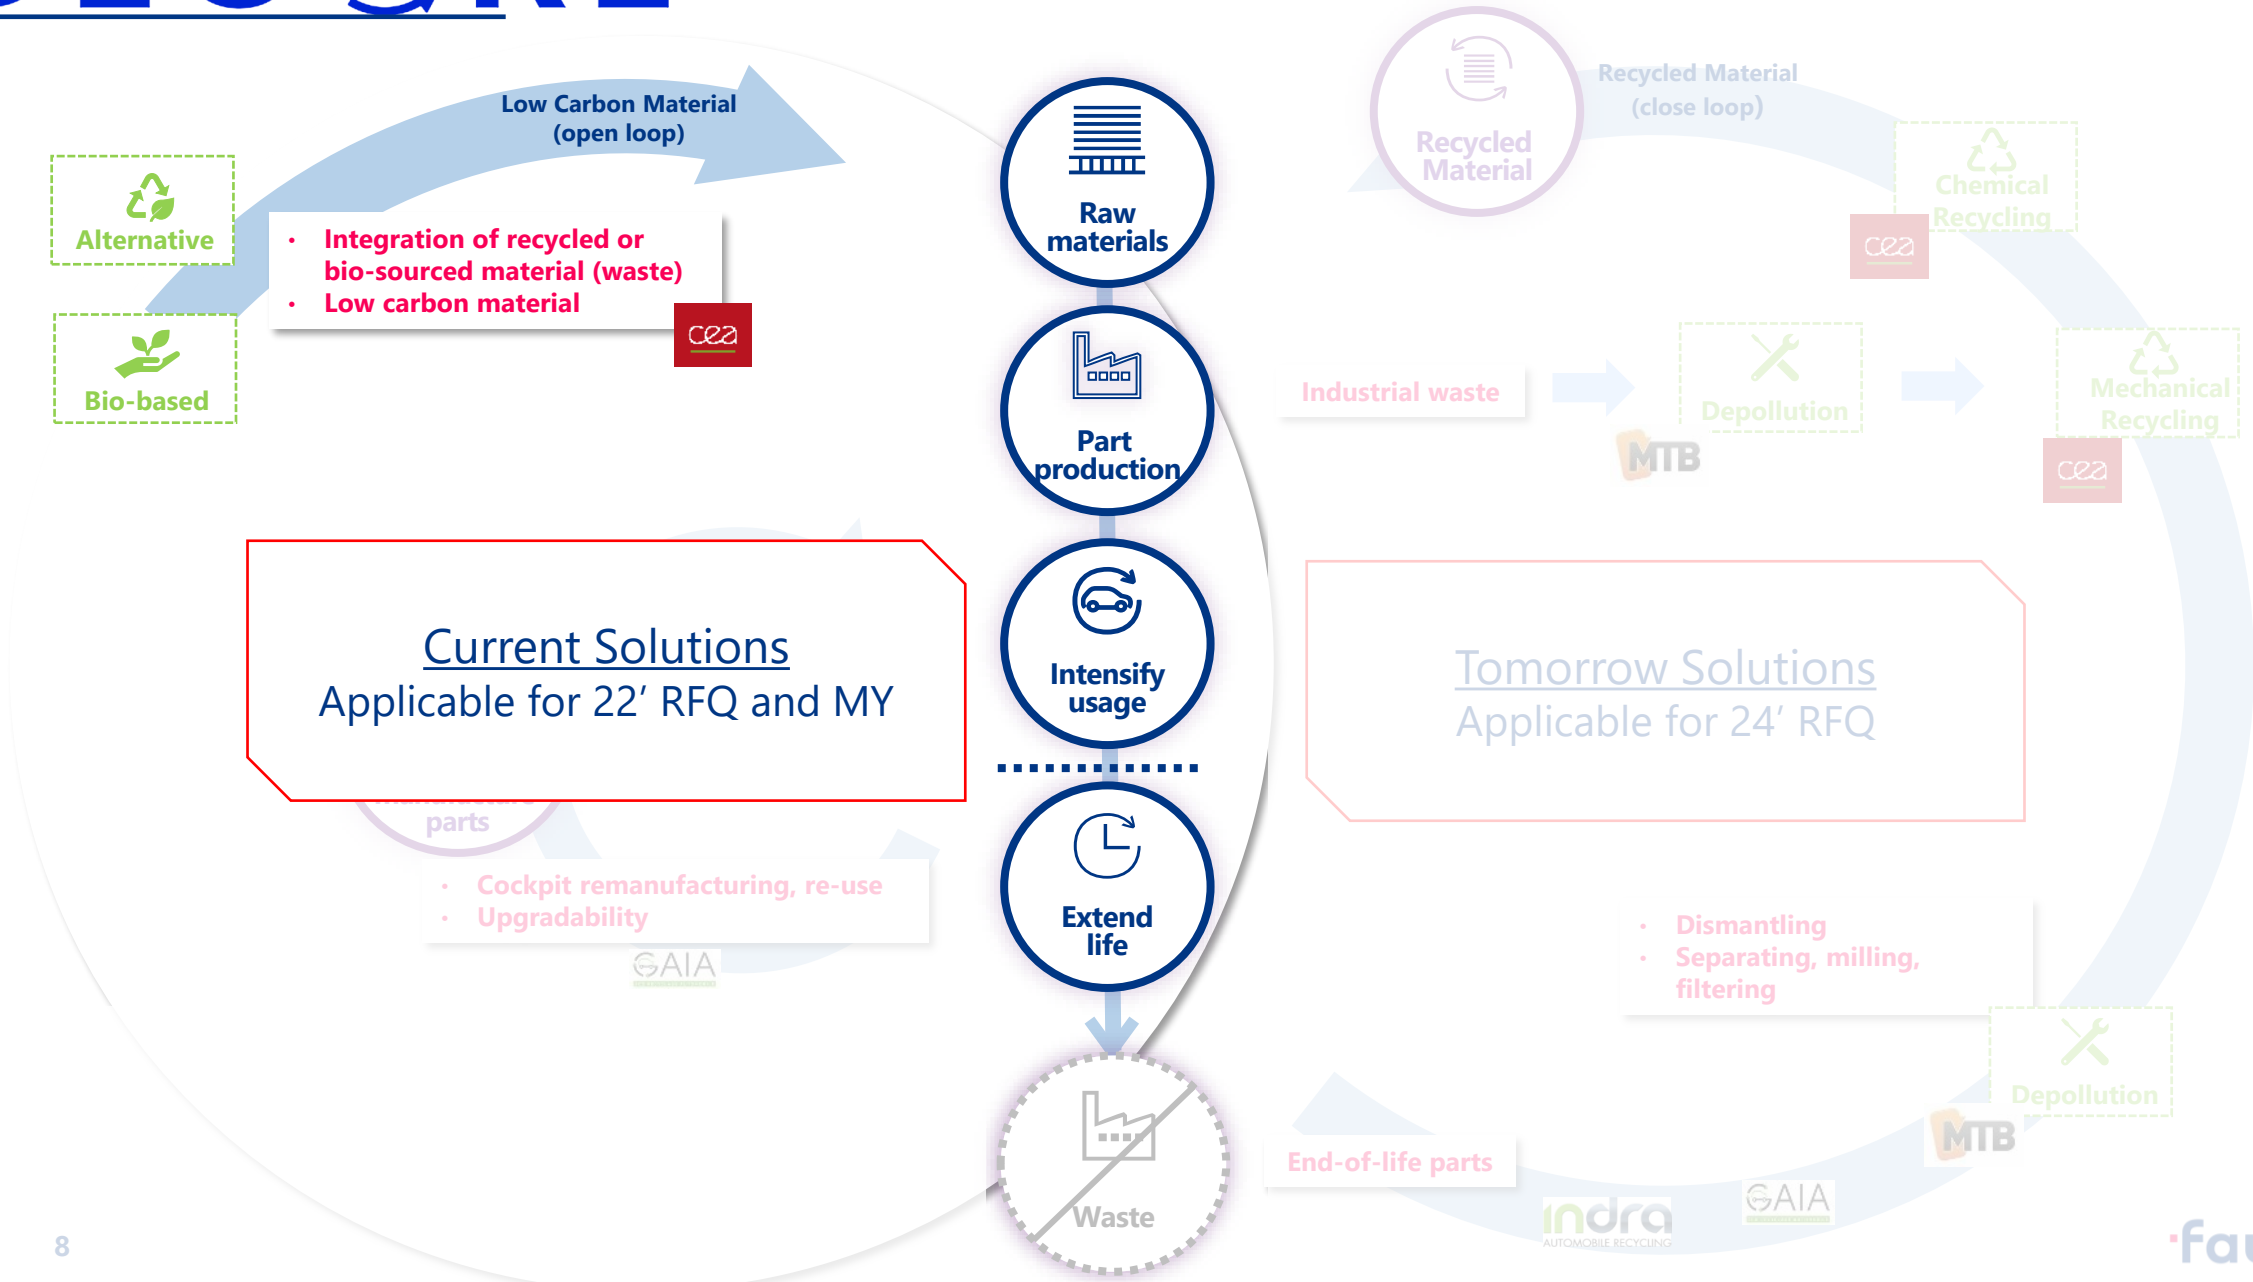 Low Carbon Material
(open loop)
Alternative
Bio-based
• Integration of recycled or
bio-sourced material (waste)
• Low carbon material
cea
Raw
materials
Part
production
Intensify
usage
Extend
life
Waste
Current Solutions
Applicable for 22’ RFQ and MY
parts
• Cockpit remanufacturing, re-use
• Upgradability
GAIA
Recycled
Material
Recycled Material
(close loop)
Chemical
Recycling
cea
Industrial waste
Depollution
MTB
Mechanical
Recycling
cea
Tomorrow Solutions
Applicable for 24’ RFQ
• Dismantling
• Separating, milling,
filtering
Depollution
MTB
End-of-life parts
indra
AUTOMOBILE RECYCLING
GAIA
8